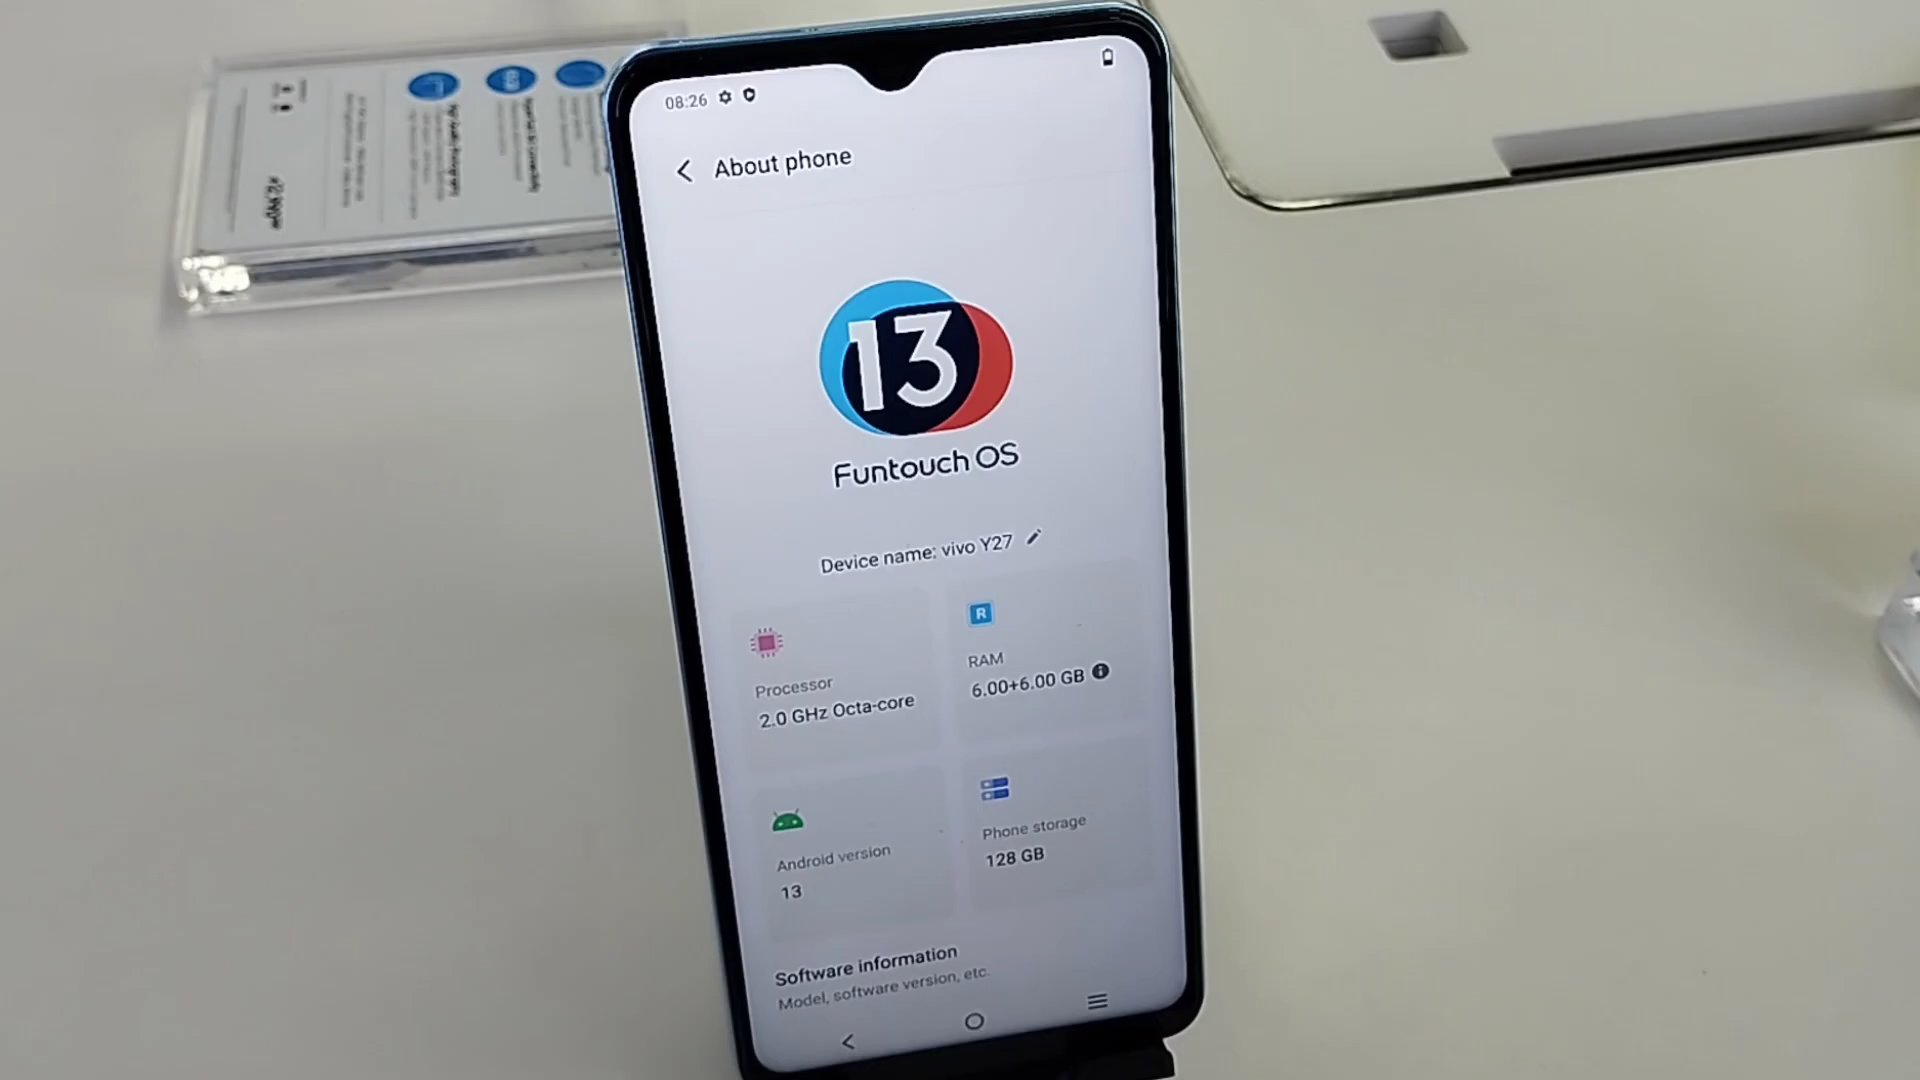 08:26
About phone
13
Funtouch OS
Device name: vivo Y27
Processor
2.0 GHz Octa-core
R
RAM
6.00+6.00 GB
Android version
13
Phone storage
128 GB
Software information
Model, software version, etc.